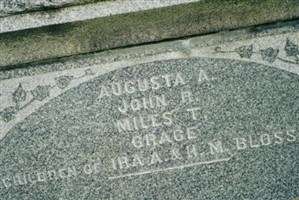 AUGUSTA A.
JOHN R.
MILES T.
GRACE
CHILDREN OF IRA A. & H. M. BLOSS